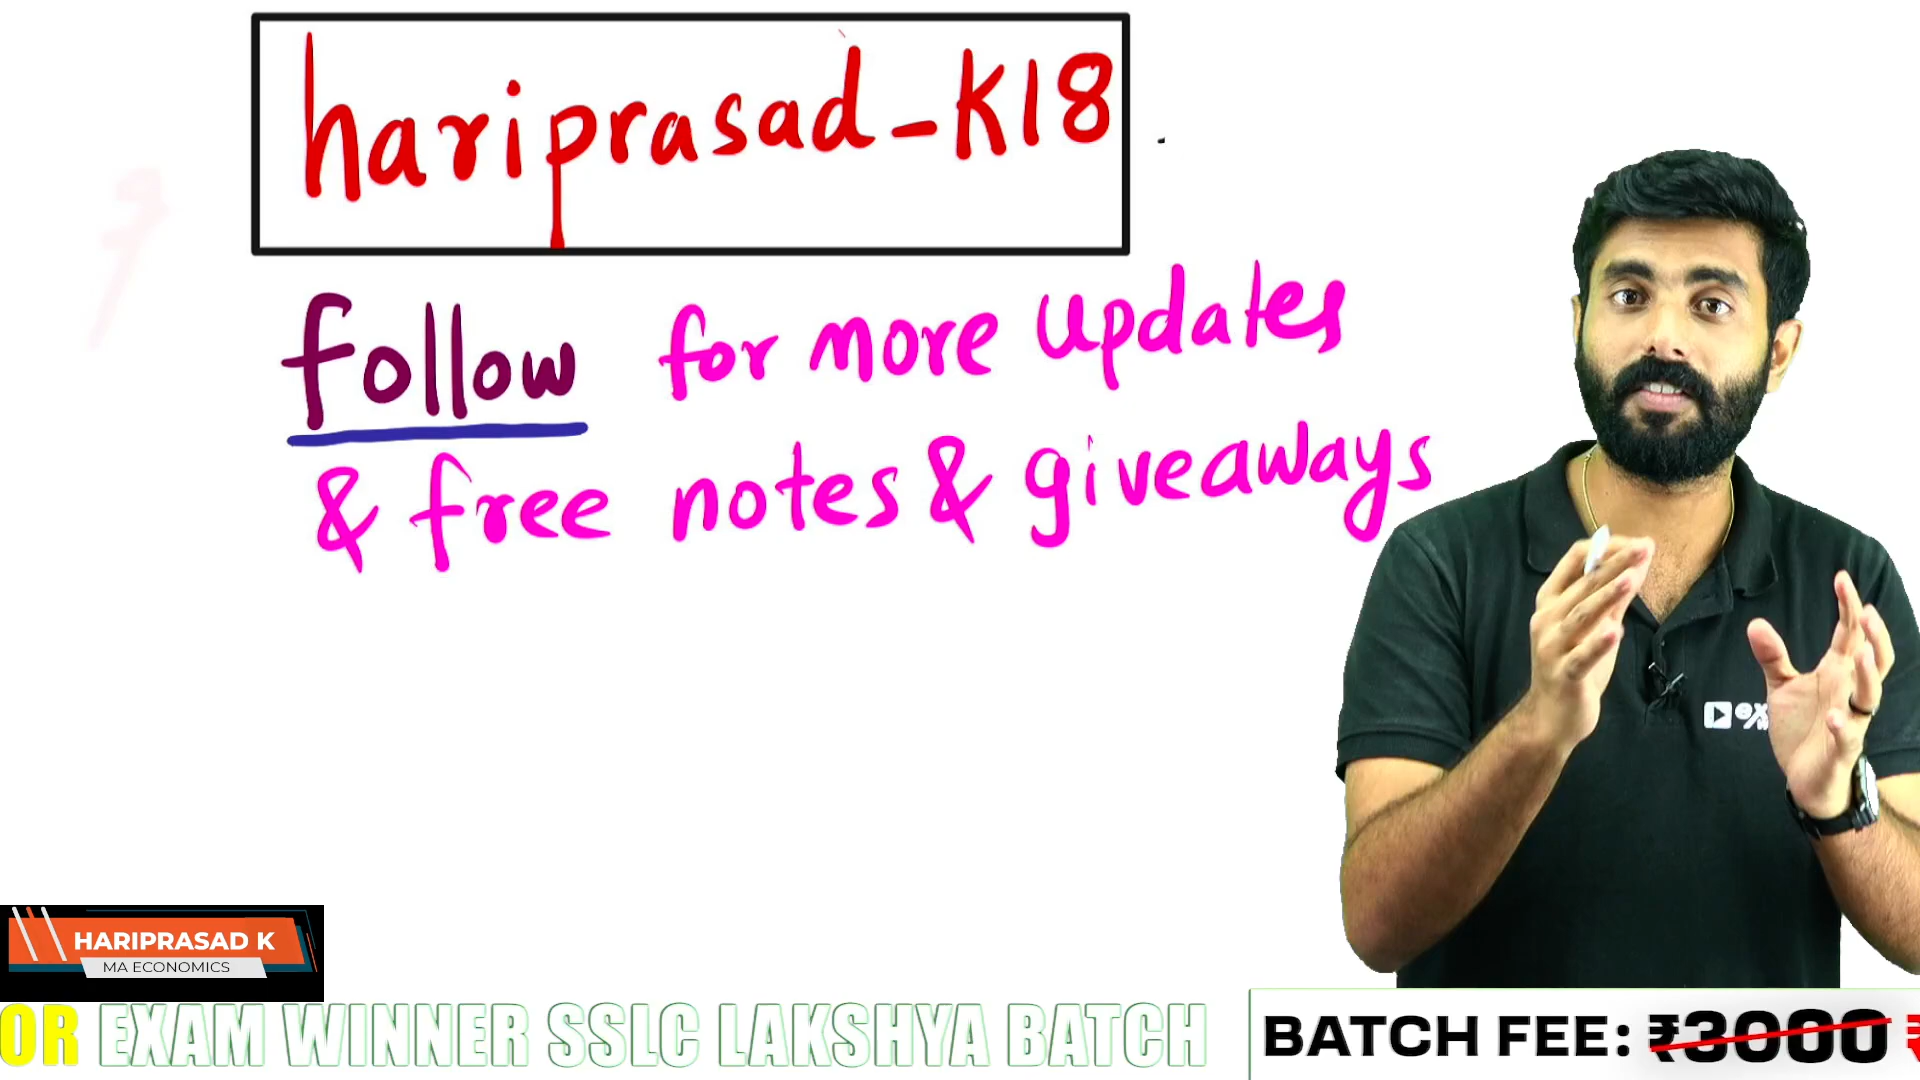 hariprasad-K18
follow for more updates
& free notes & giveaways
HARIPRASAD K
MA ECONOMICS
OR EXAM WINNER SSLC LAKSHYA BATCH
BATCH FEE: ₹3000 ₹